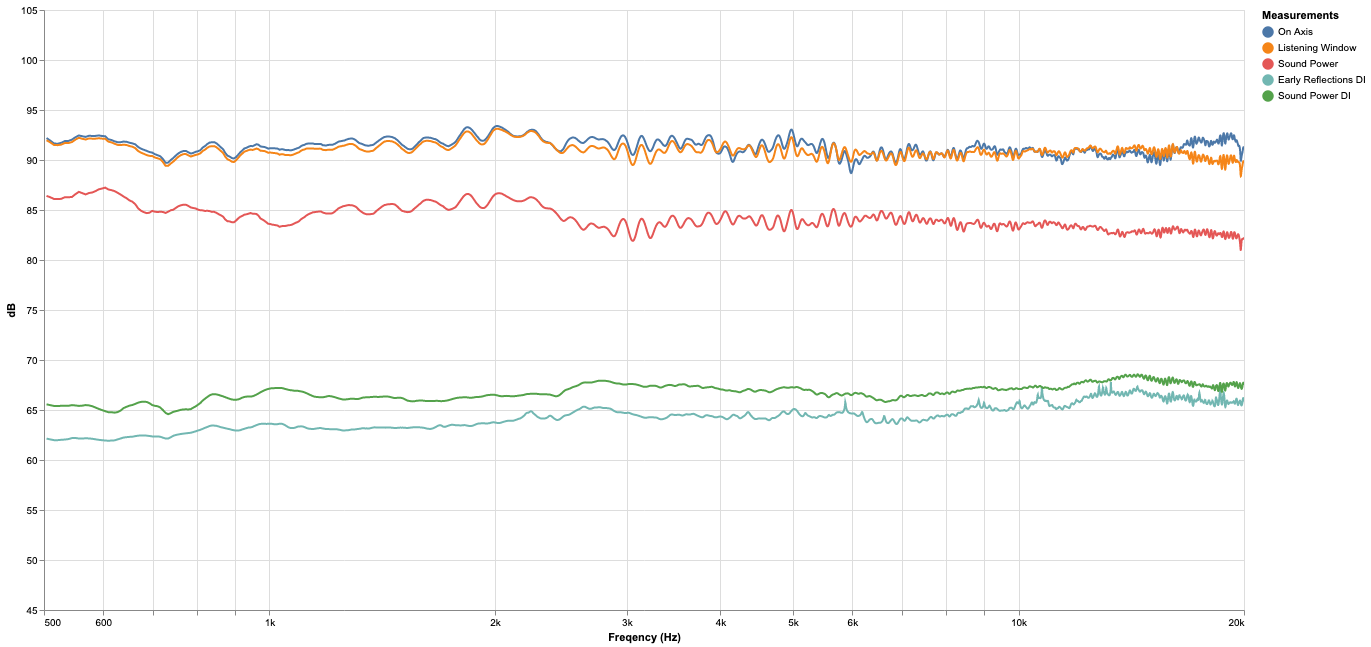 105
100
95
90
85
80
75
70
65
60
55
50
45
dB
500 600 1k 2k 3k 4k 5k 6k 10k 20k
Freqency (Hz)
Measurements
On Axis
Listening Window
Sound Power
Early Reflections DI
Sound Power DI